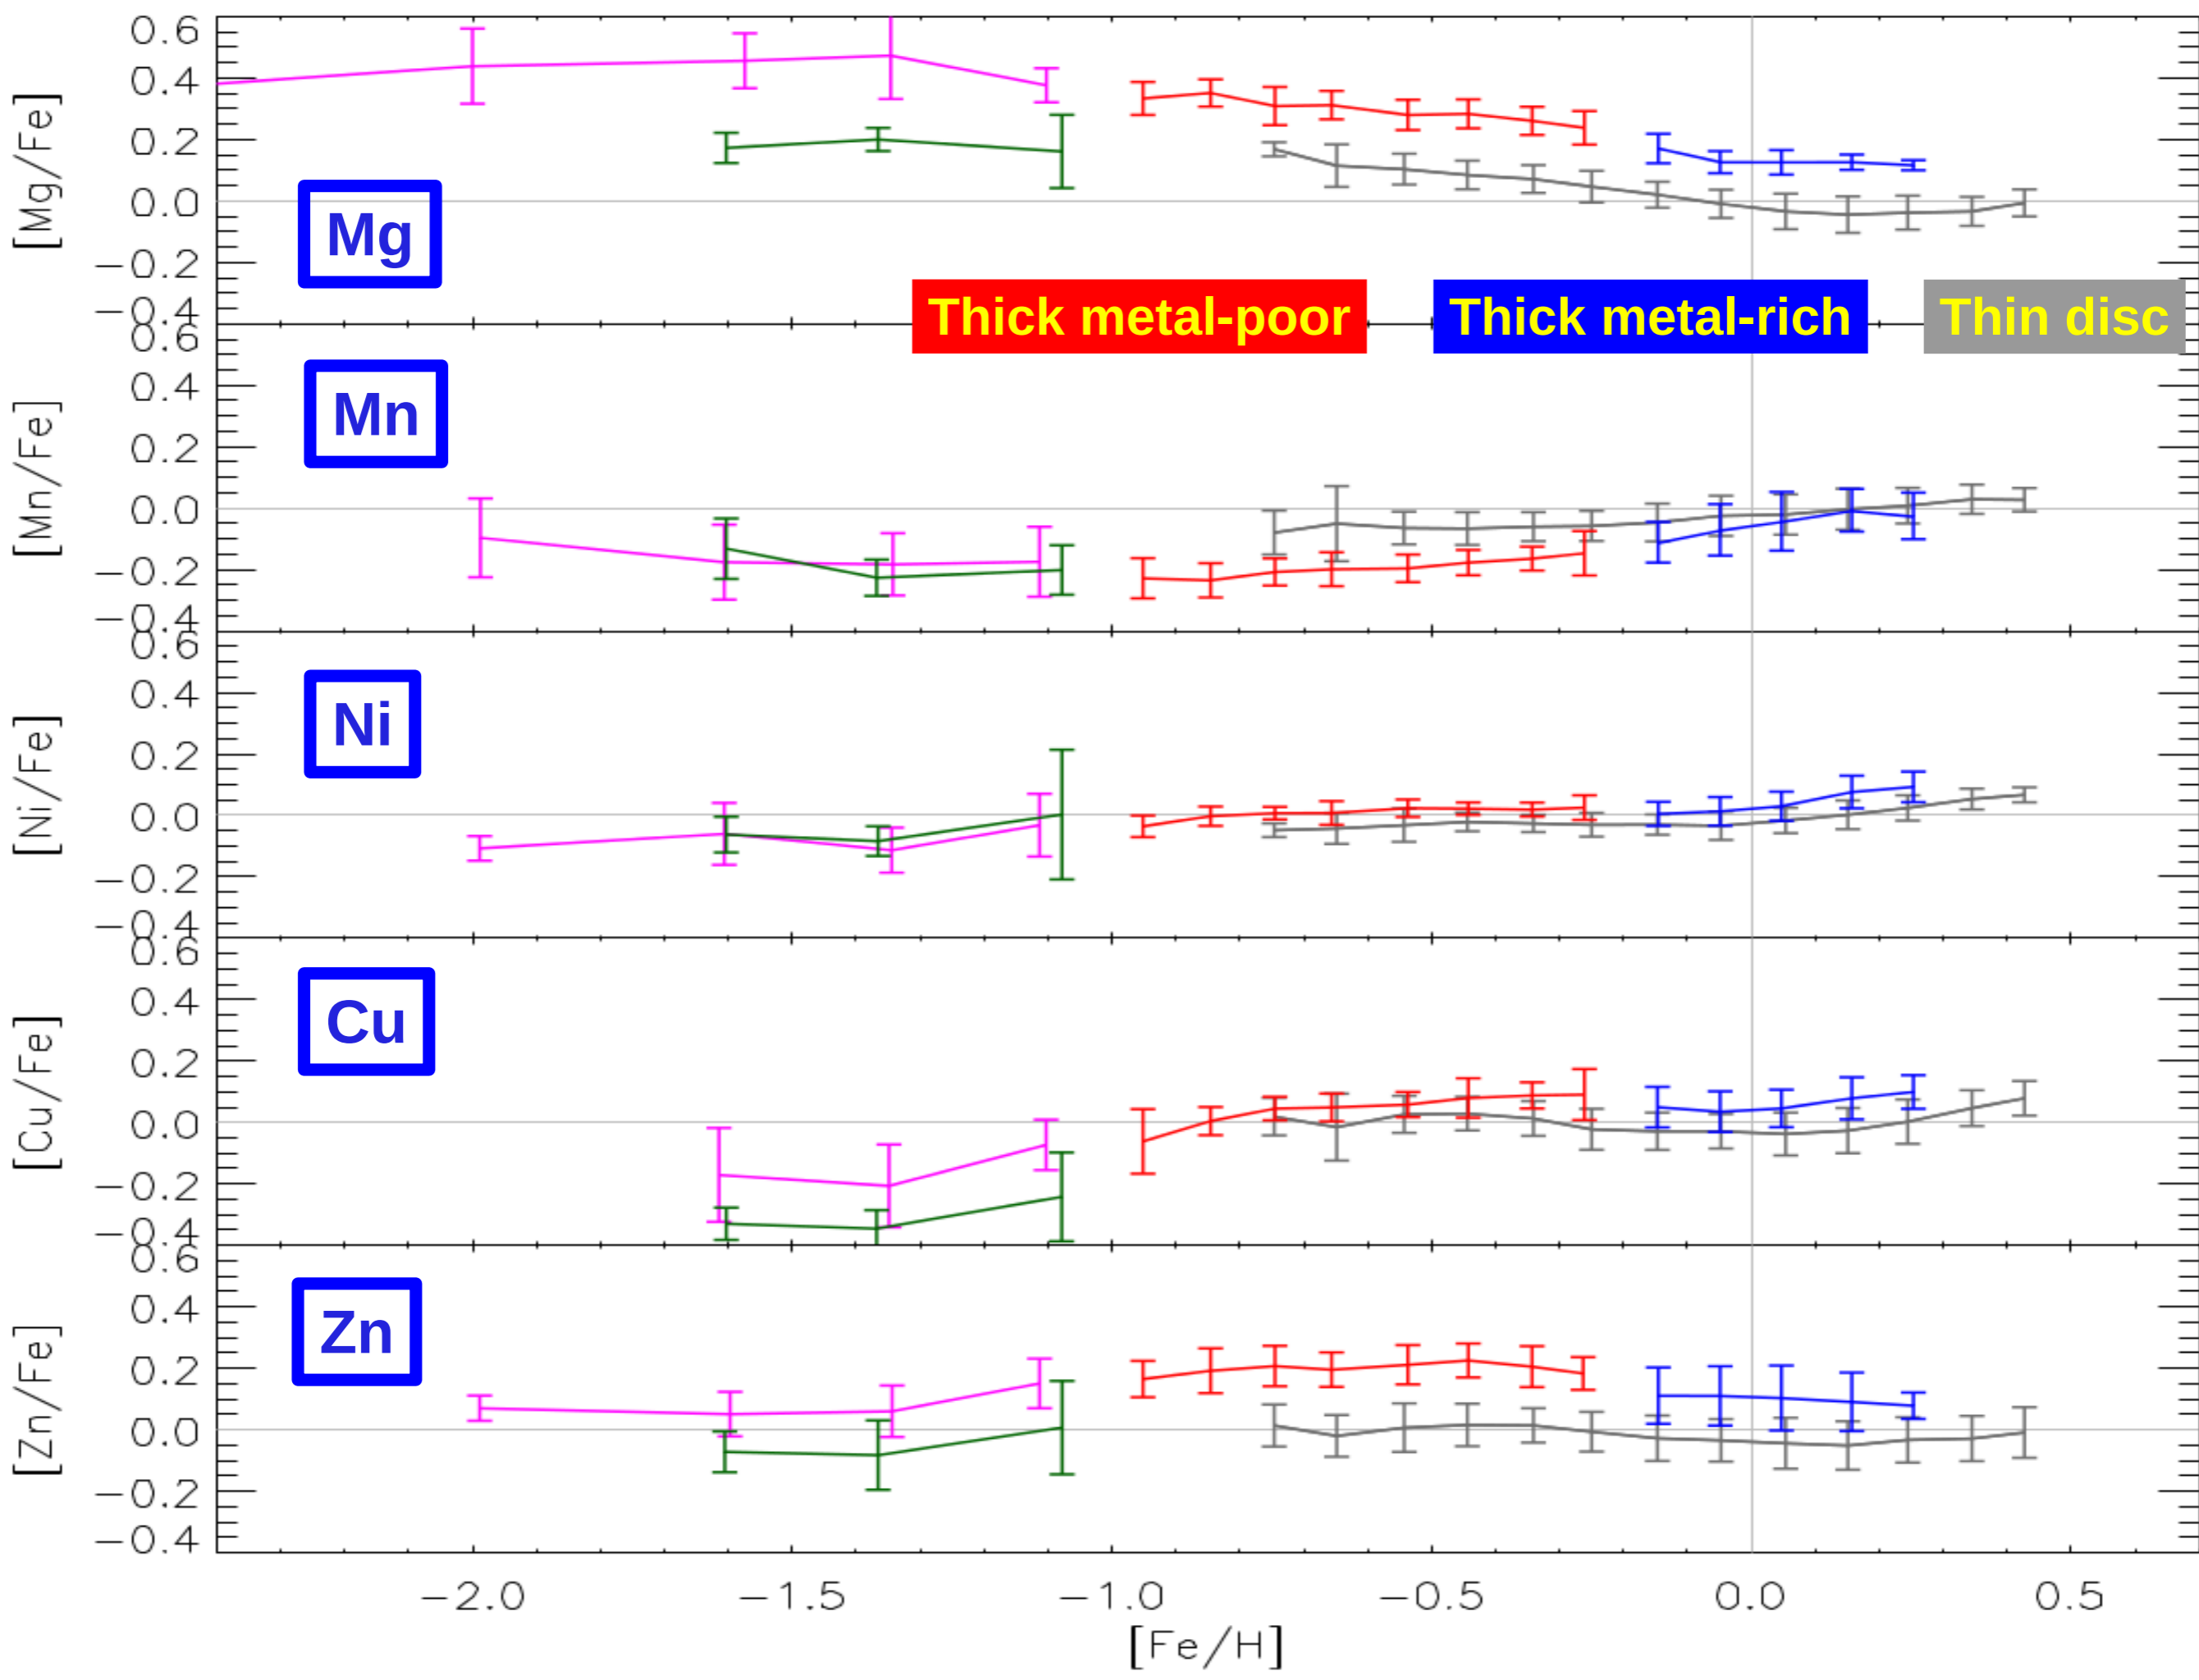 [Mg/Fe]
0.6
0.4
0.2
0.0
−0.2
−0.4
Mg
Thick metal-poor
Thick metal-rich
Thin disc
[Mn/Fe]
0.6
0.4
0.2
0.0
−0.2
−0.4
Mn
[Ni/Fe]
0.6
0.4
0.2
0.0
−0.2
−0.4
Ni
[Cu/Fe]
0.6
0.4
0.2
0.0
−0.2
−0.4
Cu
[Zn/Fe]
0.6
0.4
0.2
0.0
−0.2
−0.4
Zn
−2.0 −1.5 −1.0 −0.5 0.0 0.5
[Fe/H]